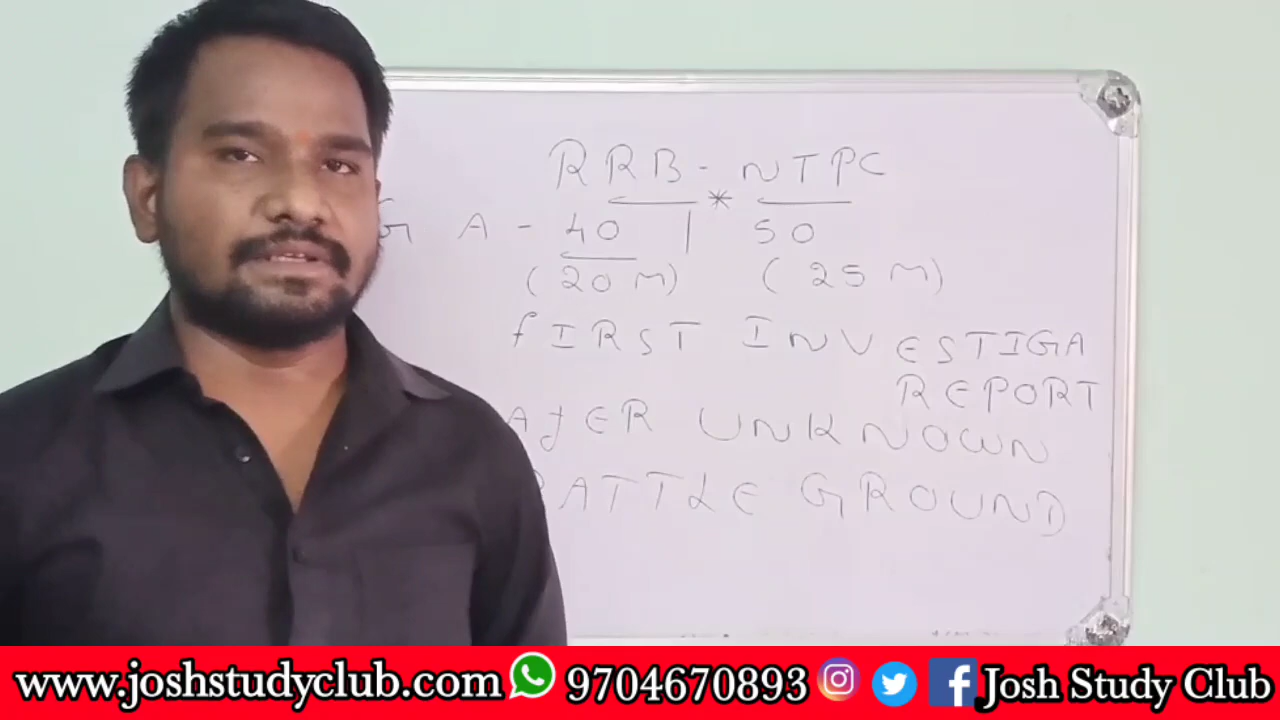 RRB - NTPC
*
G A - 40 | 50
(20 M) (25 M)
fIRST INVESTIGA
REPORT
UNKNOWN
BATTLE GROUND
www.joshstudyclub.com 9704670893 Josh Study Club